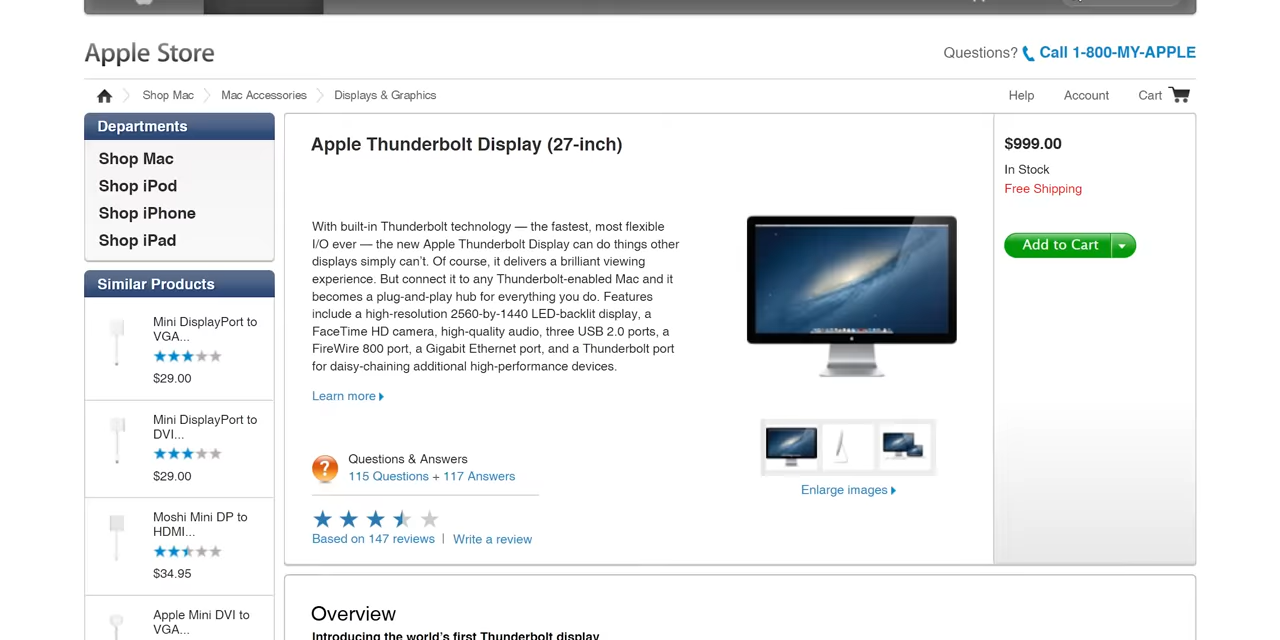 Apple Store
Questions? Call 1-800-MY-APPLE
Shop Mac
Mac Accessories
Displays & Graphics
Help
Account
Cart
Departments
Shop Mac
Shop iPod
Shop iPhone
Shop iPad
Similar Products
Mini DisplayPort to
VGA...
$29.00
Mini DisplayPort to
DVI...
$29.00
Moshi Mini DP to
HDMI...
$34.95
Apple Mini DVI to
VGA...
Apple Thunderbolt Display (27-inch)
With built-in Thunderbolt technology — the fastest, most flexible
I/O ever — the new Apple Thunderbolt Display can do things other
displays simply can’t. Of course, it delivers a brilliant viewing
experience. But connect it to any Thunderbolt-enabled Mac and it
becomes a plug-and-play hub for everything you do. Features
include a high-resolution 2560-by-1440 LED-backlit display, a
FaceTime HD camera, high-quality audio, three USB 2.0 ports, a
FireWire 800 port, a Gigabit Ethernet port, and a Thunderbolt port
for daisy-chaining additional high-performance devices.
Learn more
?
Questions & Answers
115 Questions + 117 Answers
Based on 147 reviews | Write a review
Enlarge images
$999.00
In Stock
Free Shipping
Add to Cart
Overview
Introducing the world’s first Thunderbolt display